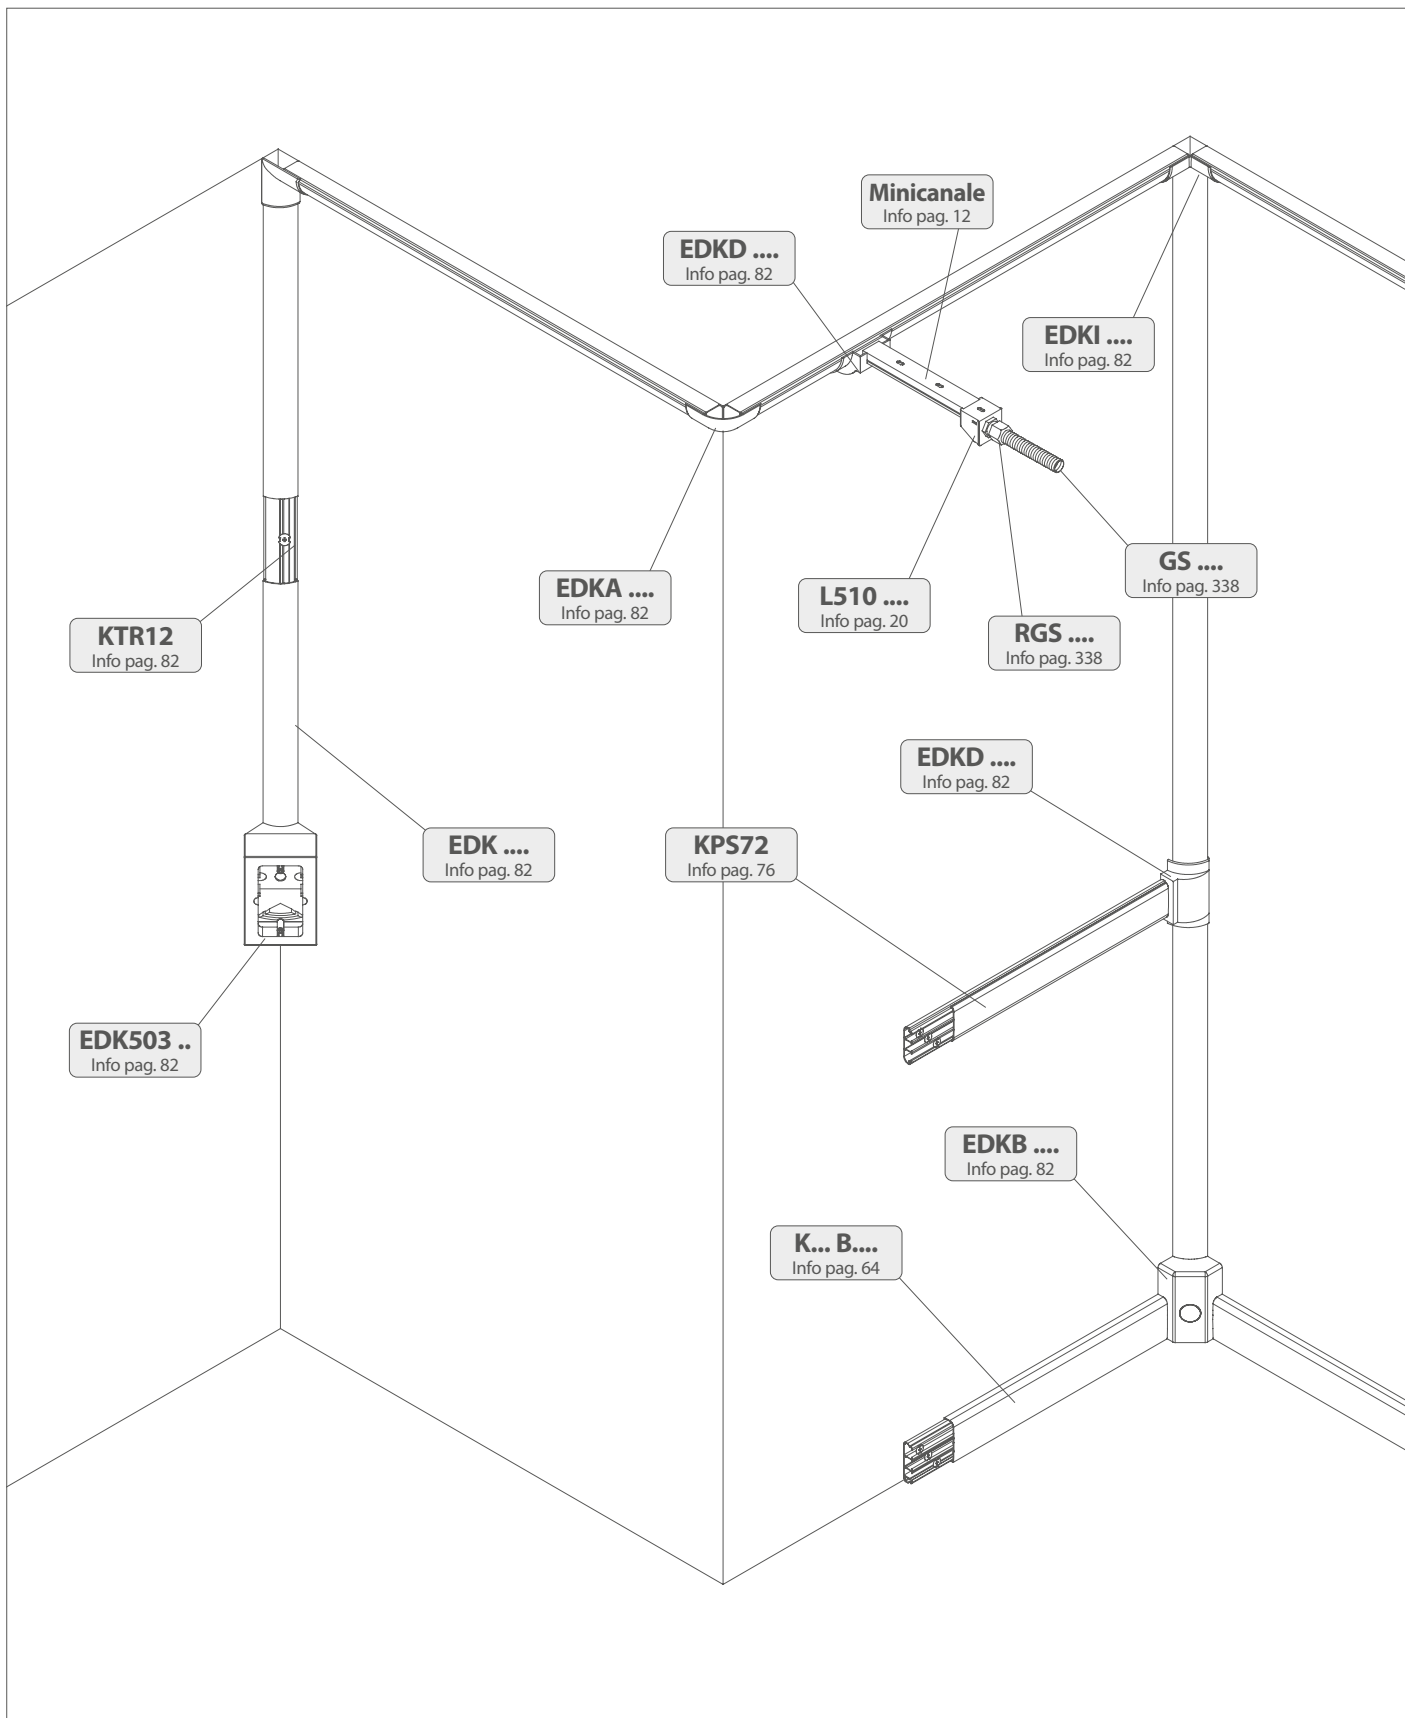 Minicanale
Info pag. 12
EDKD ....
Info pag. 82
EDKI ....
Info pag. 82
GS ....
Info pag. 338
EDKA ....
Info pag. 82
L510 ....
Info pag. 20
RGS ....
Info pag. 338
KTR12
Info pag. 82
EDKD ....
Info pag. 82
EDK ....
Info pag. 82
KPS72
Info pag. 76
EDK503 ..
Info pag. 82
EDKB ....
Info pag. 82
K... B....
Info pag. 64